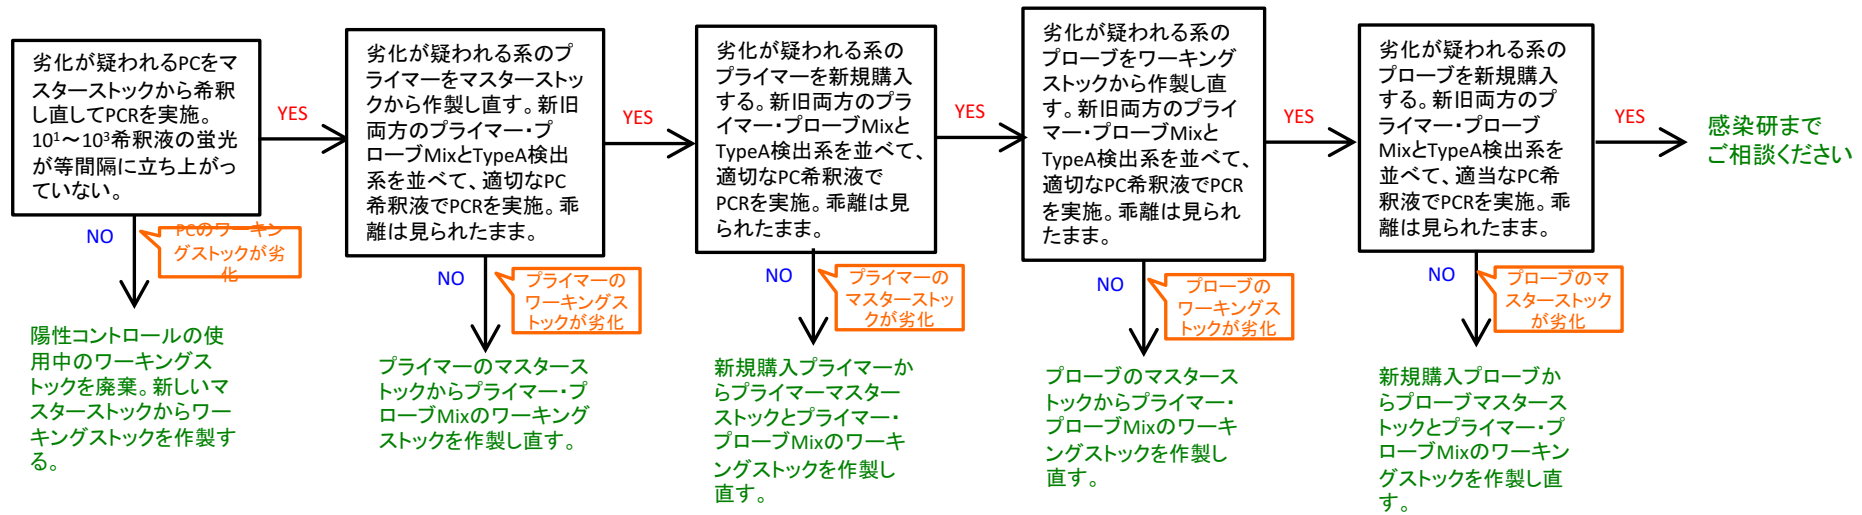 劣化が疑われるPCをマ
スターストックから希釈
し直してPCRを実施。
10¹～10³希釈液の蛍光
が等間隔に立ち上がっ
ていない。
YES
NO
PCのワーキン
グストックが劣
化
陽性コントロールの使
用中のワーキングス
トックを廃棄。新しいマ
スターストックからワー
キングストックを作製す
る。
劣化が疑われる系のプ
ライマーをマスターストッ
クから作製し直す。新旧
両方のプライマー・プ
ローブMixとTypeA検出
系を並べて、適切なPC
希釈液でPCRを実施。乖
離は見られたまま。
YES
NO
プライマーの
ワーキングス
トックが劣化
プライマーのマスタース
トックからプライマー・プ
ローブMixのワーキング
ストックを作製し直す。
劣化が疑われる系の
プライマーを新規購入
する。新旧両方のプラ
イマー・プローブMixと
TypeA検出系を並べて、
適切なPC希釈液で
PCRを実施。乖離は見
られたまま。
YES
NO
プライマーの
マスターストッ
クが劣化
新規購入プライマーか
らプライマーマスター
ストックとプライマー・
プローブMixのワーキ
ングストックを作製し
直す。
劣化が疑われる系の
プローブをワーキング
ストックから作製し直
す。新旧両方のプライ
マー・プローブMixと
TypeA検出系を並べて、
適切なPC希釈液でPCR
を実施。乖離は見られ
たまま。
YES
NO
プローブの
ワーキングス
トックが劣化
プローブのマスタース
トックからプライマー・
プローブMixのワーキ
ングストックを作製し
直す。
劣化が疑われる系の
プローブを新規購入
する。新旧両方のプ
ライマー・プローブ
MixとTypeA検出系を
並べて、適当なPC希
釈液でPCRを実施。乖
離は見られたまま。
YES
NO
プローブのマ
スターストック
が劣化
新規購入プローブか
らプローブマスタース
トックとプライマー・プ
ローブMixのワーキン
グストックを作製し直
す。
感染研まで
ご相談ください